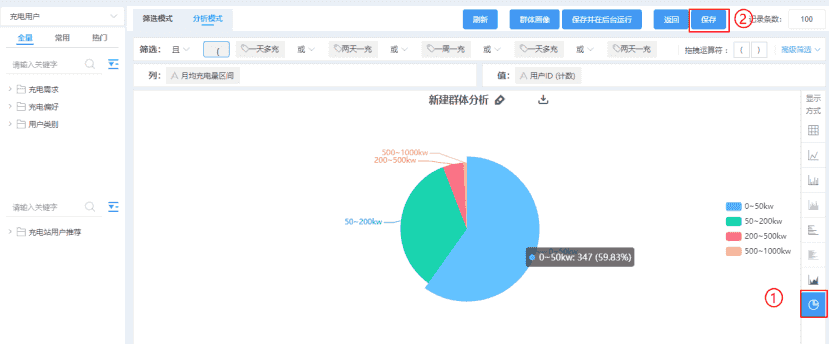 充电用户
全量 常用 热门
请输入关键字
充电需求
充电偏好
用户类别
请输入关键字
充电站用户推荐
筛选模式 分析模式
刷新 群体画像 保存并在后台运行 返回 保存 ② 记录条数: 100
筛选: 且 ( 一天多充 或 两天一充 或 一周一充 或 一天多充 或 两天一充 拖拽运算符: ( ) 高级筛选
列: A 月均充电量区间 值: A 用户ID (计数)
新建群体分析
显示
方式
500~1000kw
200~500kw
50~200kw
0~50kw: 347 (59.83%)
0~50kw
50~200kw
200~500kw
500~1000kw
①